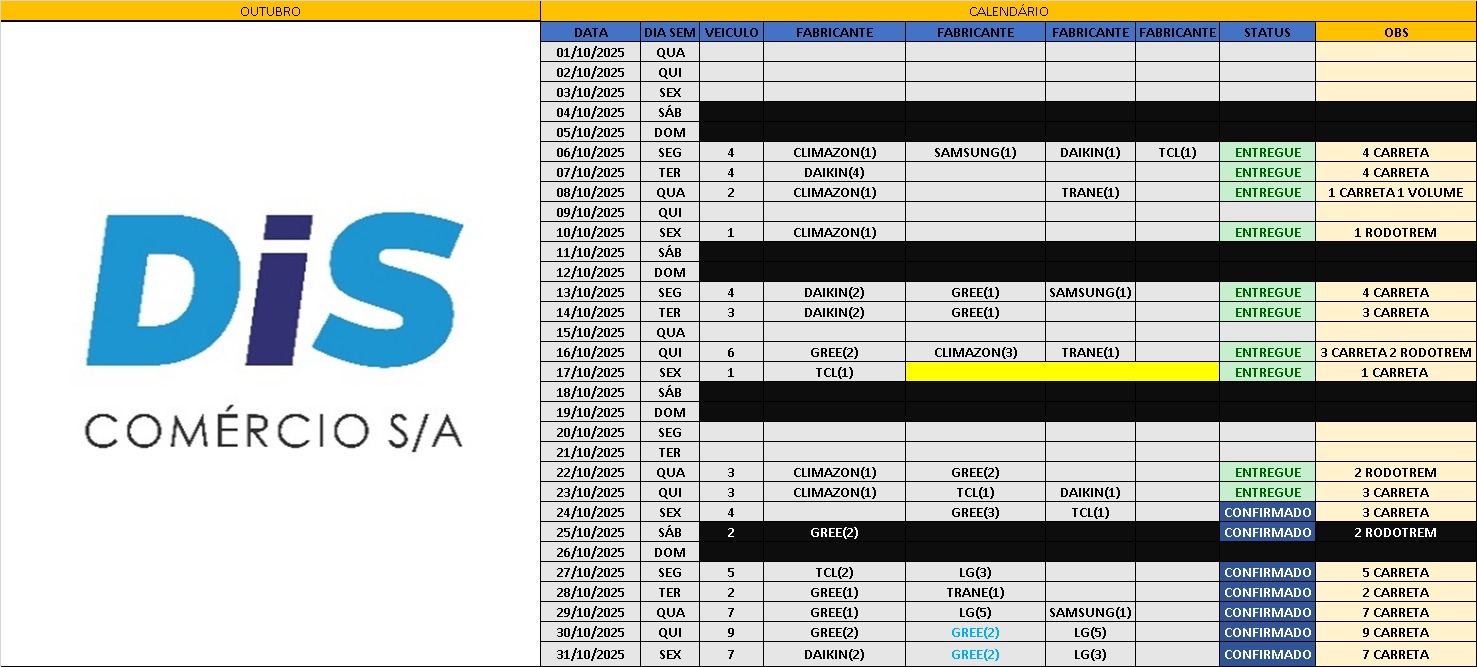 OUTUBRO CALENDÁRIO
DATA DIA SEM VEICULO FABRICANTE FABRICANTE FABRICANTE FABRICANTE STATUS OBS
01/10/2025 QUA
02/10/2025 QUI
03/10/2025 SEX
04/10/2025 SÁB
05/10/2025 DOM
06/10/2025 SEG 4 CLIMAZON(1) SAMSUNG(1) DAIKIN(1) TCL(1) ENTREGUE 4 CARRETA
07/10/2025 TER 4 DAIKIN(4) ENTREGUE 4 CARRETA
08/10/2025 QUA 2 CLIMAZON(1) TRANE(1) ENTREGUE 1 CARRETA 1 VOLUME
09/10/2025 QUI
10/10/2025 SEX 1 CLIMAZON(1) ENTREGUE 1 RODOTREM
11/10/2025 SÁB
12/10/2025 DOM
13/10/2025 SEG 4 DAIKIN(2) GREE(1) SAMSUNG(1) ENTREGUE 4 CARRETA
14/10/2025 TER 3 DAIKIN(2) GREE(1) ENTREGUE 3 CARRETA
15/10/2025 QUA
16/10/2025 QUI 6 GREE(2) CLIMAZON(3) TRANE(1) ENTREGUE 3 CARRETA 2 RODOTREM
17/10/2025 SEX 1 TCL(1) ENTREGUE 1 CARRETA
18/10/2025 SÁB
19/10/2025 DOM
20/10/2025 SEG
21/10/2025 TER
22/10/2025 QUA 3 CLIMAZON(1) GREE(2) ENTREGUE 2 RODOTREM
23/10/2025 QUI 3 CLIMAZON(1) TCL(1) DAIKIN(1) ENTREGUE 3 CARRETA
24/10/2025 SEX 4 GREE(3) TCL(1) CONFIRMADO 3 CARRETA
25/10/2025 SÁB 2 GREE(2) CONFIRMADO 2 RODOTREM
26/10/2025 DOM
27/10/2025 SEG 5 TCL(2) LG(3) CONFIRMADO 5 CARRETA
28/10/2025 TER 2 GREE(1) TRANE(1) CONFIRMADO 2 CARRETA
29/10/2025 QUA 7 GREE(1) LG(5) SAMSUNG(1) CONFIRMADO 7 CARRETA
30/10/2025 QUI 9 GREE(2) GREE(2) LG(5) CONFIRMADO 9 CARRETA
31/10/2025 SEX 7 DAIKIN(2) GREE(2) LG(3) CONFIRMADO 7 CARRETA
DiS
COMÉRCIO S/A